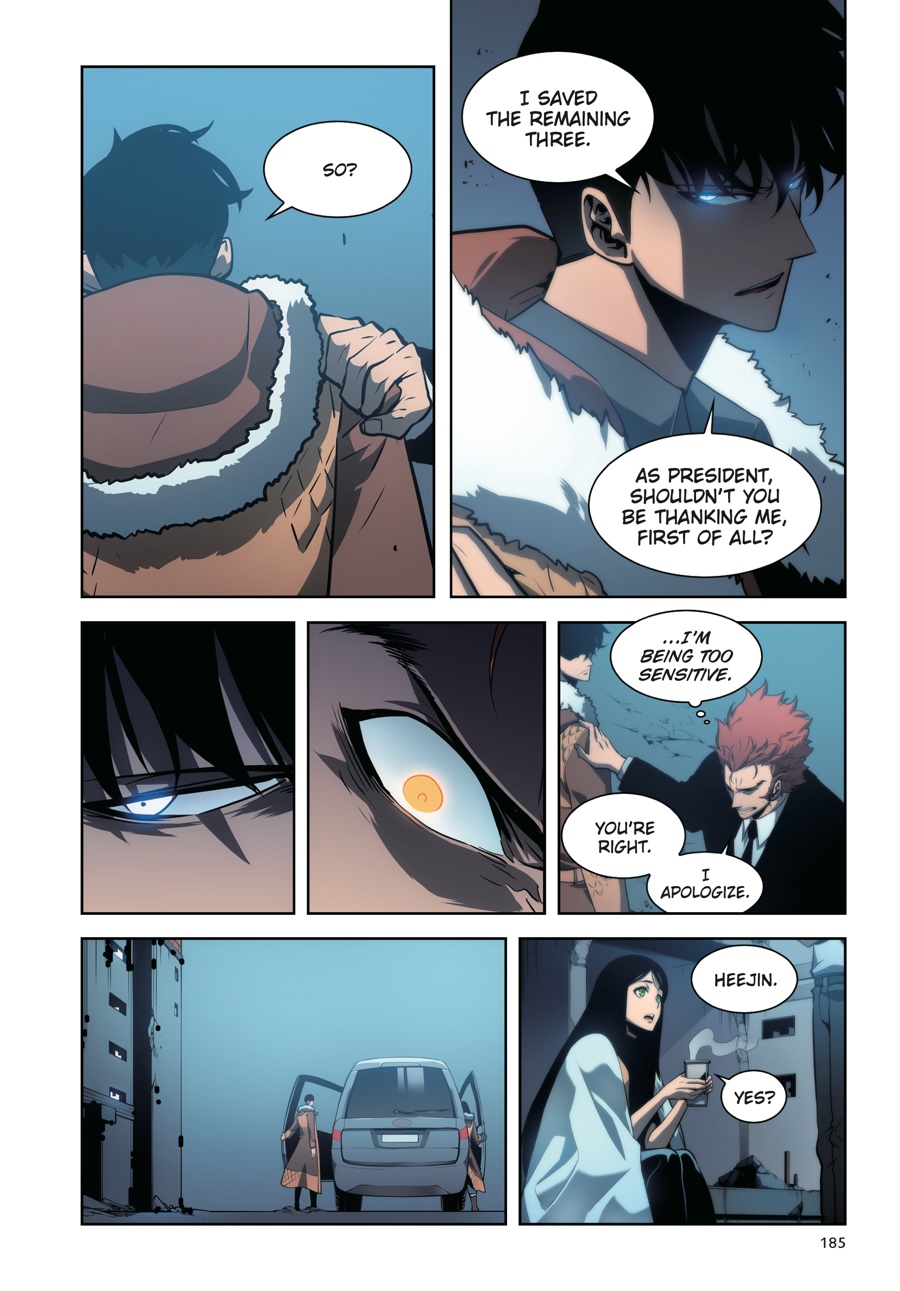 SO?
I SAVED
THE REMAINING
THREE.
AS PRESIDENT,
SHOULDN'T YOU
BE THANKING ME,
FIRST OF ALL?
...I'M
BEING TOO
SENSITIVE.
YOU'RE
RIGHT.
I
APOLOGIZE.
HEEJIN.
YES?
185